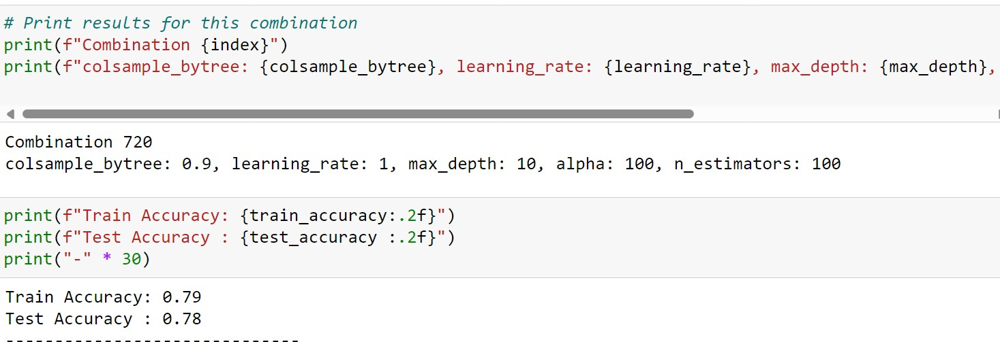 # Print results for this combination
print(f"Combination {index}")
print(f"colsample_bytree: {colsample_bytree}, learning_rate: {learning_rate}, max_depth: {max_depth},
Combination 720
colsample_bytree: 0.9, learning_rate: 1, max_depth: 10, alpha: 100, n_estimators: 100
print(f"Train Accuracy: {train_accuracy:.2f}")
print(f"Test Accuracy : {test_accuracy :.2f}")
print("-" * 30)
Train Accuracy: 0.79
Test Accuracy : 0.78
------------------------------